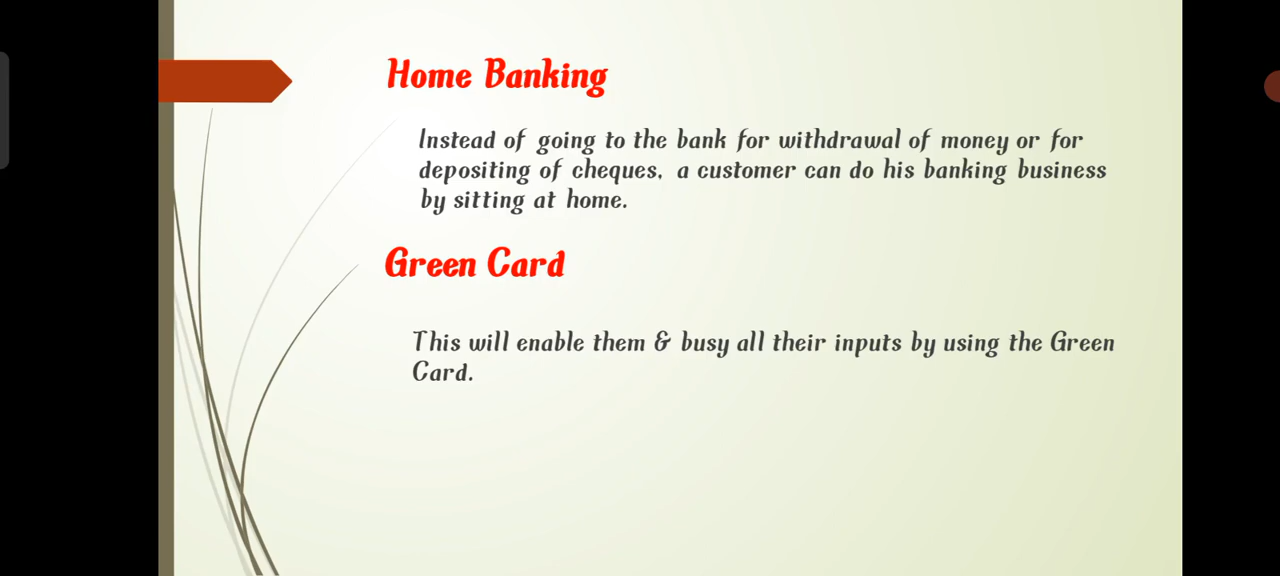 Home Banking
Instead of going to the bank for withdrawal of money or for
depositing of cheques, a customer can do his banking business
by sitting at home.
Green Card
This will enable them & busy all their inputs by using the Green
Card.